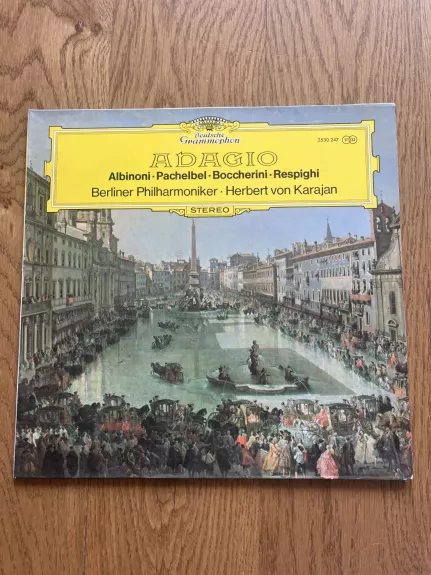 Deutsche
Grammophon
2530 247
ADAGIO
Albinoni · Pachelbel · Boccherini · Respighi
Berliner Philharmoniker · Herbert von Karajan
STEREO